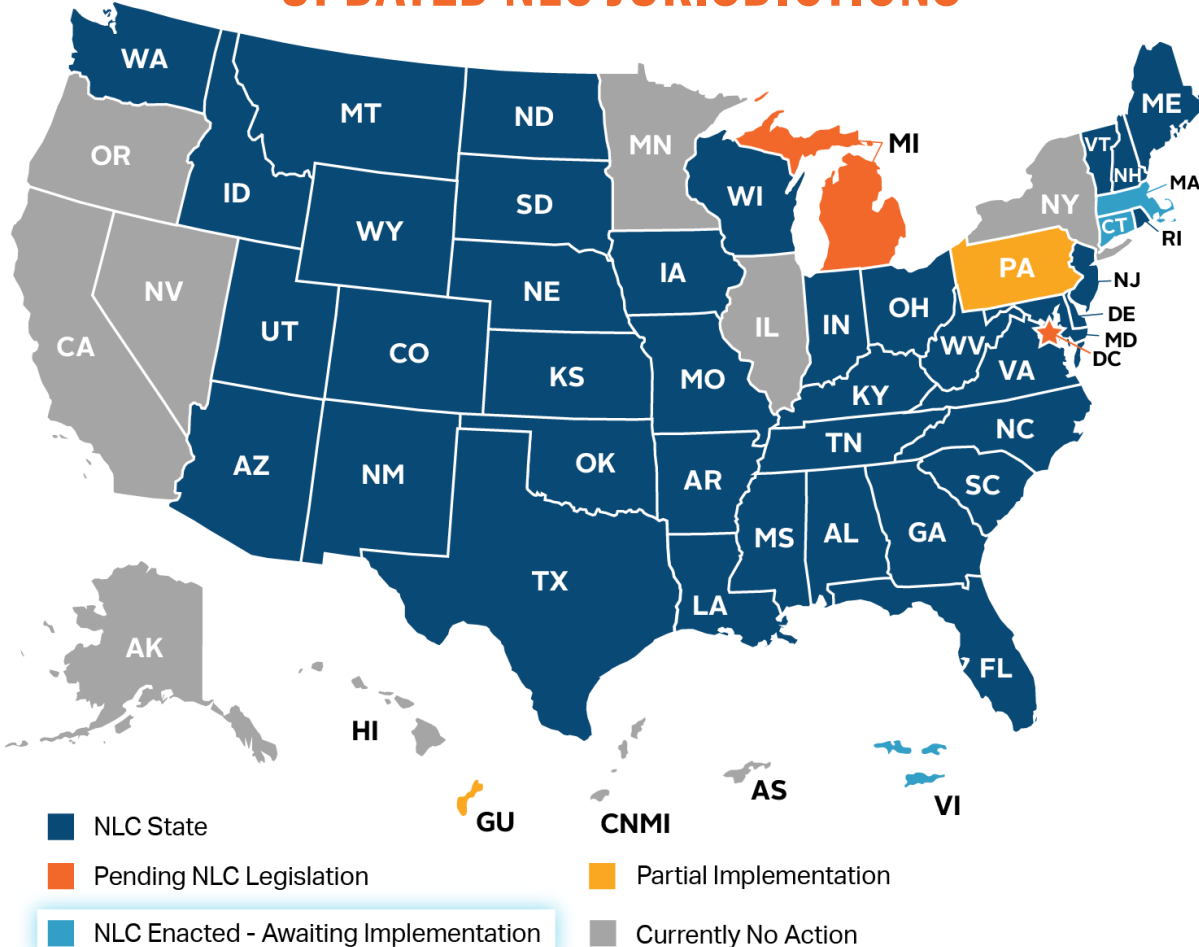 UPDATED NLC JURISDICTIONS
WA
MT
ND
MN
MI
ME
VT
NH
MA
OR
ID
SD
WI
NY
CT
RI
WY
IA
PA
NJ
NV
NE
IL
IN
OH
DE
MD
DC
CA
UT
CO
KS
MO
WV
VA
KY
NC
TN
AZ
NM
OK
AR
SC
MS
AL
GA
TX
LA
AK
FL
HI
GU
CNMI
AS
VI
NLC State
Pending NLC Legislation
Partial Implementation
NLC Enacted - Awaiting Implementation
Currently No Action